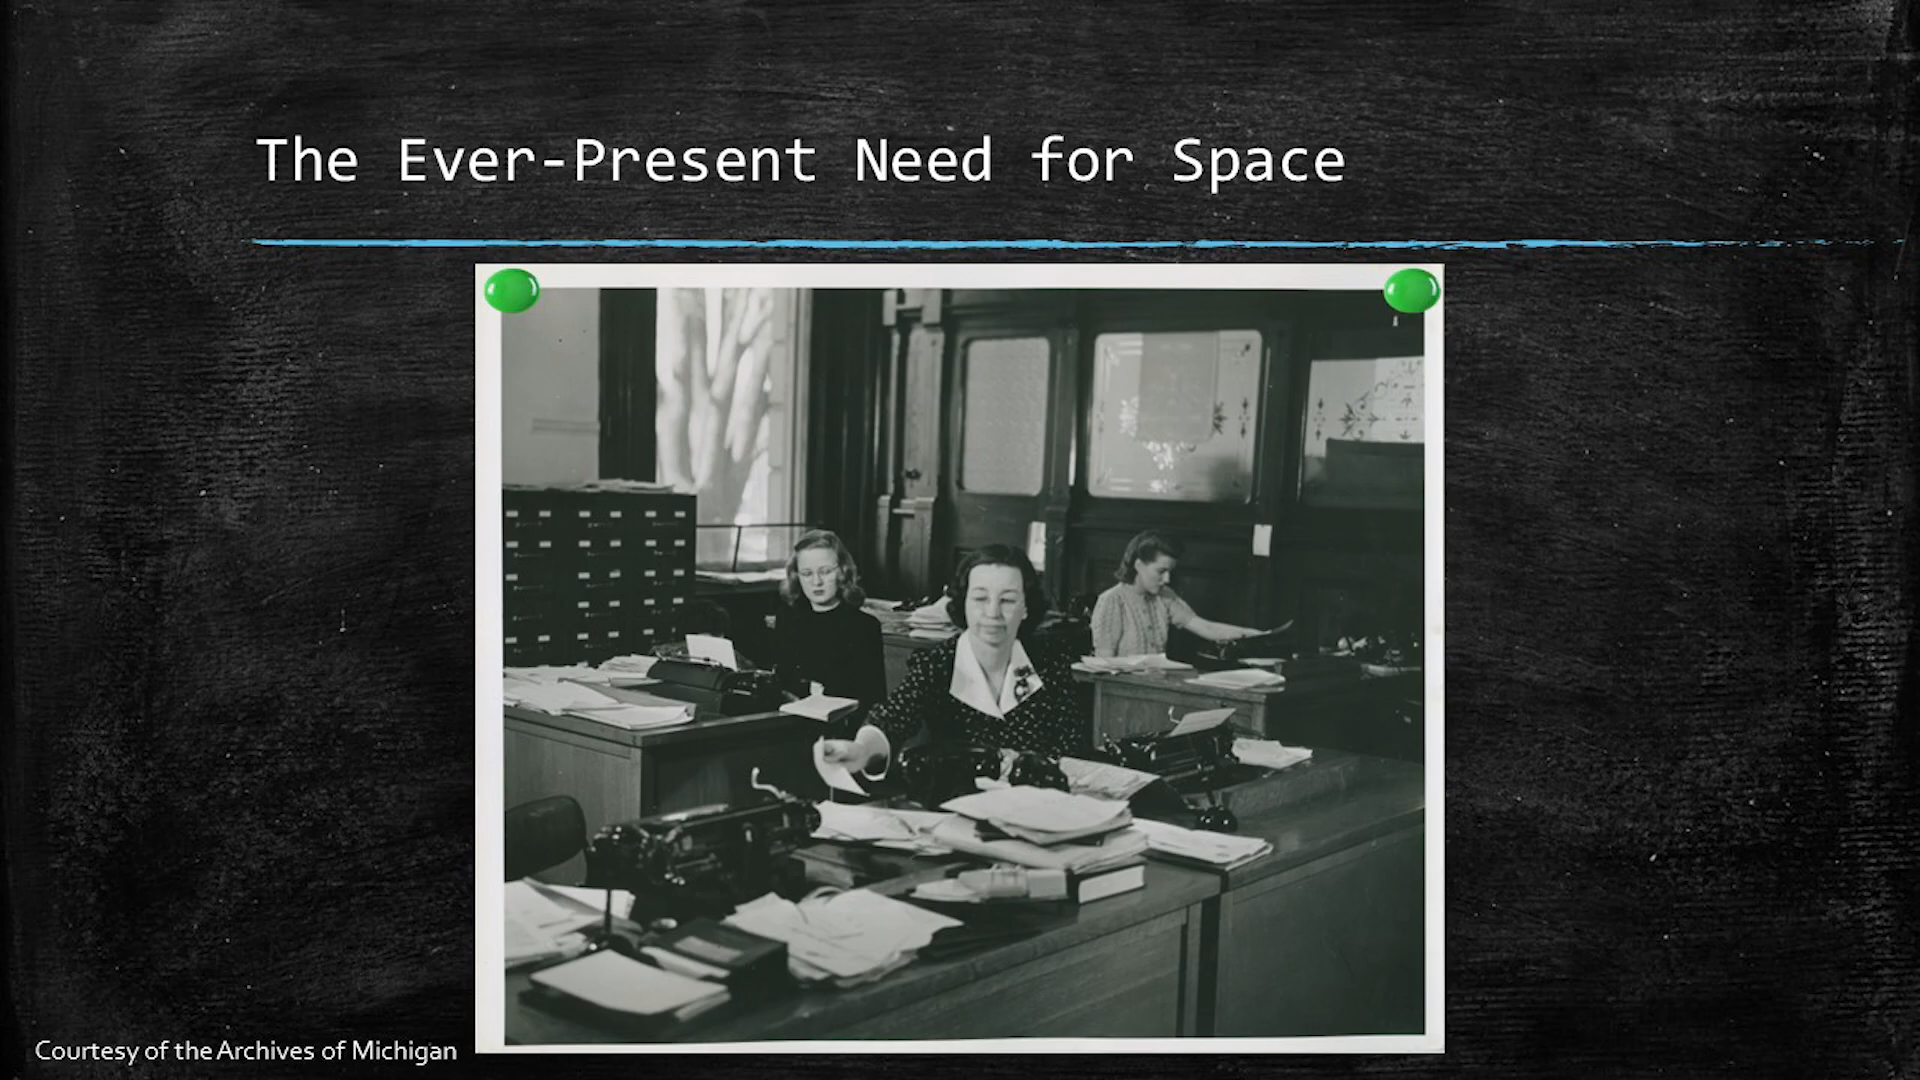 The Ever-Present Need for Space
Courtesy of the Archives of Michigan